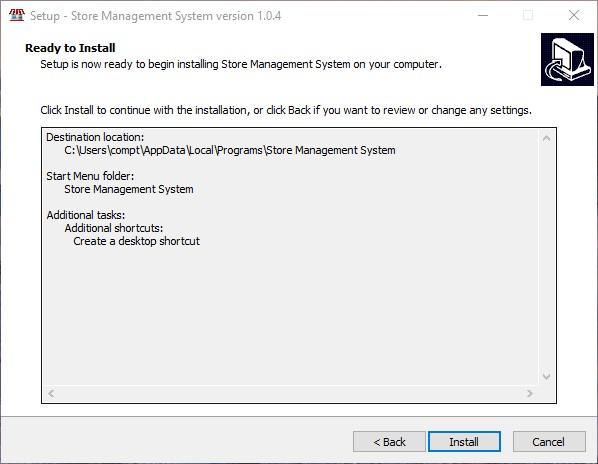 Setup - Store Management System version 1.0.4
Ready to Install
Setup is now ready to begin installing Store Management System on your computer.
Click Install to continue with the installation, or click Back if you want to review or change any settings.
Destination location:
C:\Users\compt\AppData\Local\Programs\Store Management System
Start Menu folder:
Store Management System
Additional tasks:
Additional shortcuts:
Create a desktop shortcut
< Back
Install
Cancel